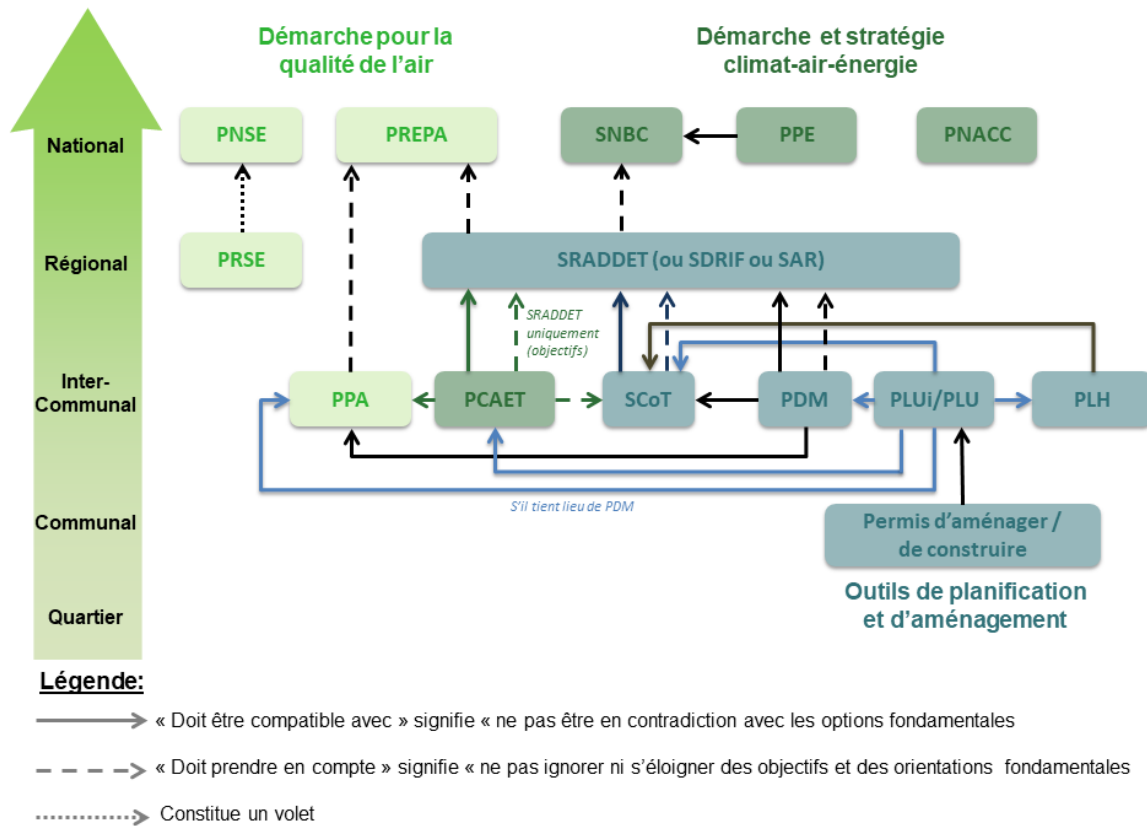 Démarche pour la
qualité de l'air
Démarche et stratégie
climat-air-énergie
National
PNSE
PREPA
SNBC
PPE
PNACC
Régional
PRSE
SRADDET (ou SDRIF ou SAR)
SRADDET
uniquement
(objectifs)
Inter-
Communal
PPA
PCAET
SCoT
PDM
PLUi/PLU
PLH
S'il tient lieu de PDM
Communal
Permis d'aménager /
de construire
Quartier
Outils de planification
et d'aménagement
Légende:
« Doit être compatible avec » signifie « ne pas être en contradiction avec les options fondamentales
« Doit prendre en compte » signifie « ne pas ignorer ni s'éloigner des objectifs et des orientations fondamentales
Constitue un volet